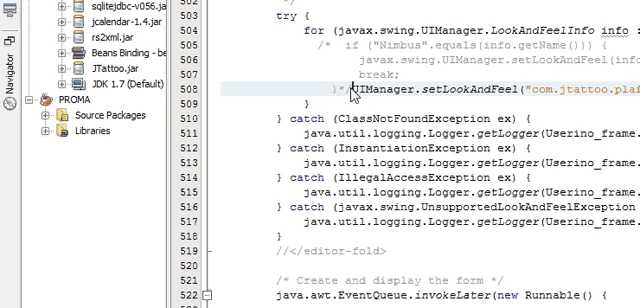 Navigator
sqlitejdbc-v056.jar
jcalendar-1.4.jar
rs2xml.jar
Beans Binding - be
JTattoo.jar
JDK 1.7 (Default)
PROMA
Source Packages
Libraries
502 */
503 try {
504 for (javax.swing.UIManager.LookAndFeelInfo info :
505 /* if ("Nimbus".equals(info.getName())) {
506 javax.swing.UIManager.setLookAndFeel(info
507 break;
508 }*/UIManager.setLookAndFeel("com.jtattoo.plaf
509 }
510 } catch (ClassNotFoundException ex) {
511 java.util.logging.Logger.getLogger(Userino_frame.
512 } catch (InstantiationException ex) {
513 java.util.logging.Logger.getLogger(Userino_frame.
514 } catch (IllegalAccessException ex) {
515 java.util.logging.Logger.getLogger(Userino_frame.
516 } catch (javax.swing.UnsupportedLookAndFeelException
517 java.util.logging.Logger.getLogger(Userino_frame.
518 }
519 //</editor-fold>
520
521 /* Create and display the form */
522 java.awt.EventQueue.invokeLater(new Runnable() {